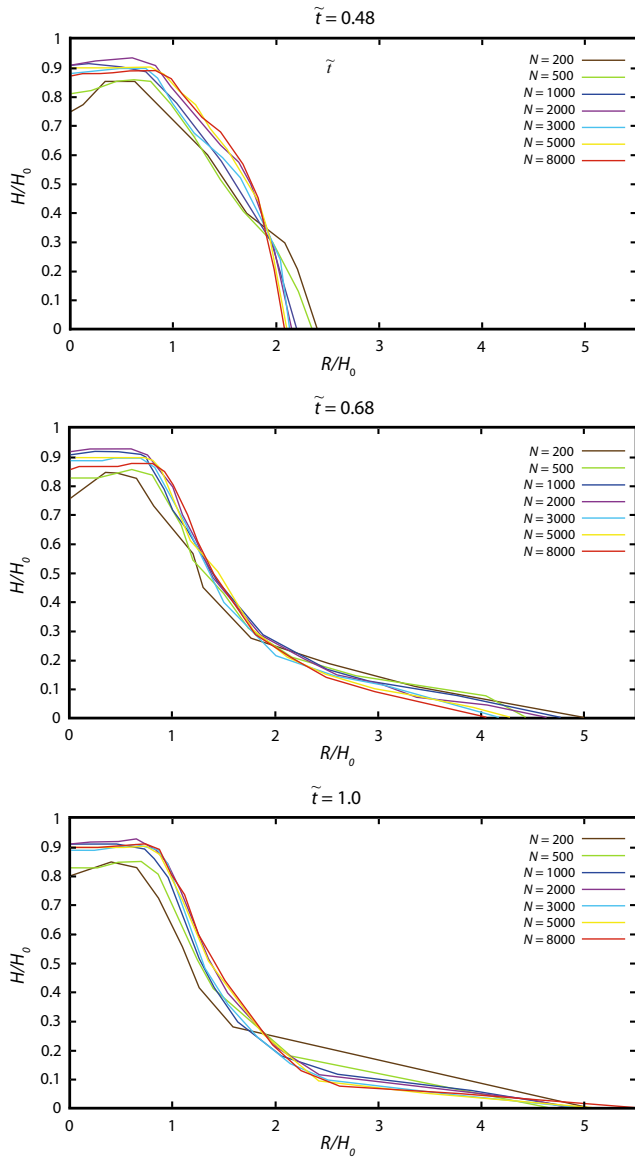 t̃ = 0.48
1
0.9
0.8
0.7
0.6
0.5
0.4
0.3
0.2
0.1
0
H/H₀
t̃
N = 200
N = 500
N = 1000
N = 2000
N = 3000
N = 5000
N = 8000
0 1 2 3 4 5
R/H₀
t̃ = 0.68
1
0.9
0.8
0.7
0.6
0.5
0.4
0.3
0.2
0.1
0
H/H₀
N = 200
N = 500
N = 1000
N = 2000
N = 3000
N = 5000
N = 8000
0 1 2 3 4 5
R/H₀
t̃ = 1.0
1
0.9
0.8
0.7
0.6
0.5
0.4
0.3
0.2
0.1
0
H/H₀
N = 200
N = 500
N = 1000
N = 2000
N = 3000
N = 5000
N = 8000
0 1 2 3 4 5
R/H₀